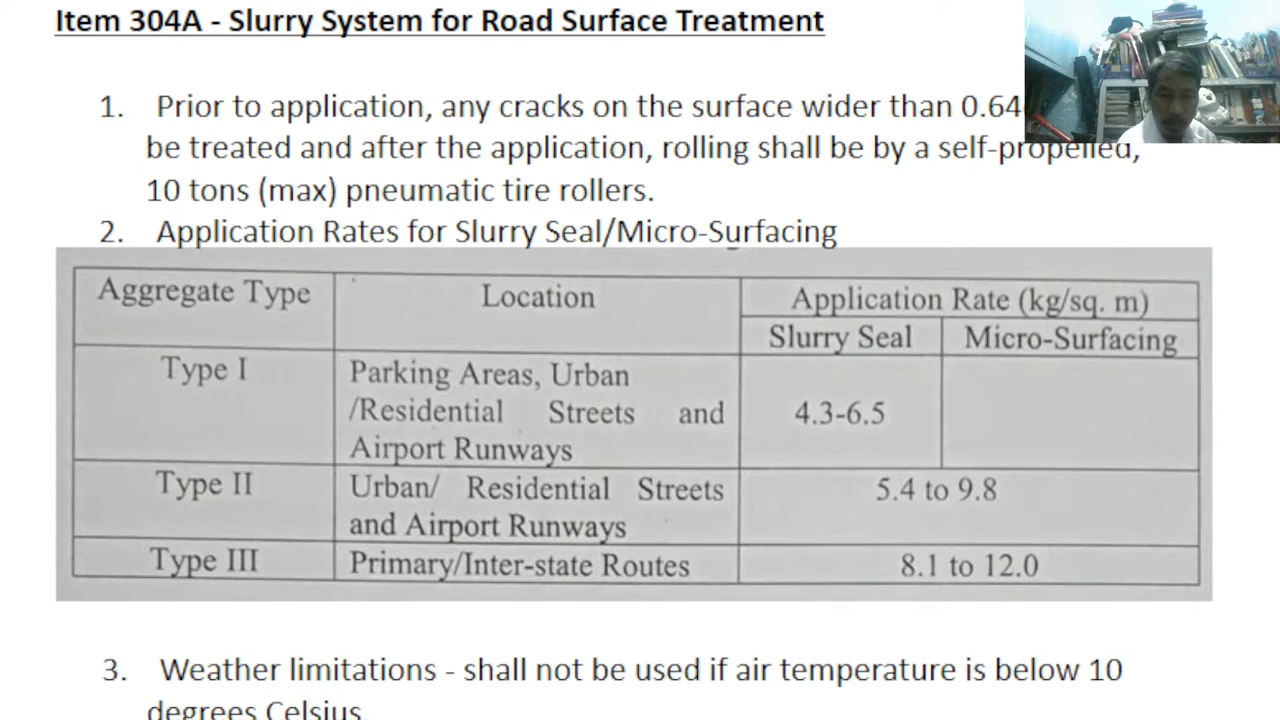 Item 304A - Slurry System for Road Surface Treatment
1. Prior to application, any cracks on the surface wider than
be treated and after the application, rolling shall be by a self-propelled,
10 tons (max) pneumatic tire rollers.
2. Application Rates for Slurry Seal/Micro-Surfacing
Aggregate Type Location Application Rate (kg/sq. m)
Slurry Seal Micro-Surfacing
Type I Parking Areas, Urban
/Residential Streets and 4.3-6.5
Airport Runways
Type II Urban/ Residential Streets 5.4 to 9.8
and Airport Runways
Type III Primary/Inter-state Routes 8.1 to 12.0
3. Weather limitations - shall not be used if air temperature is below 10
degrees Celsius.